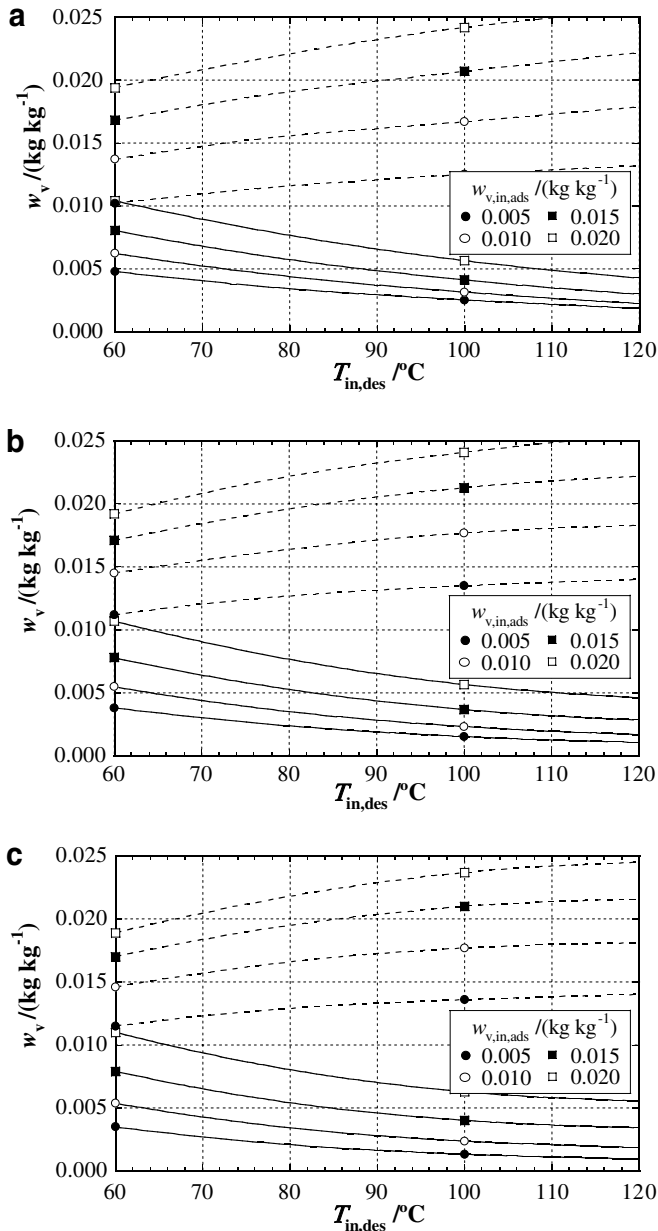 a
0.025
0.020
0.015
0.010
0.005
0.000
w_v /(kg kg⁻¹)
w_v,in,ads /(kg kg⁻¹)
● 0.005 ■ 0.015
○ 0.010 □ 0.020
60 70 80 90 100 110 120
T_in,des /ºC
b
0.025
0.020
0.015
0.010
0.005
0.000
w_v /(kg kg⁻¹)
w_v,in,ads /(kg kg⁻¹)
● 0.005 ■ 0.015
○ 0.010 □ 0.020
60 70 80 90 100 110 120
T_in,des /ºC
c
0.025
0.020
0.015
0.010
0.005
0.000
w_v /(kg kg⁻¹)
w_v,in,ads /(kg kg⁻¹)
● 0.005 ■ 0.015
○ 0.010 □ 0.020
60 70 80 90 100 110 120
T_in,des /ºC